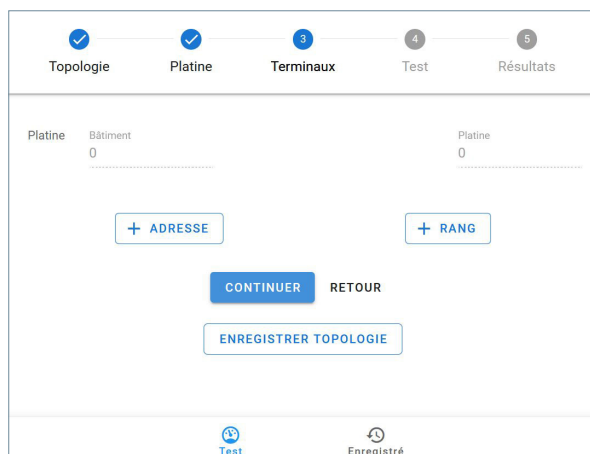 3 4 5
Topologie Platine Terminaux Test Résultats
Platine Bâtiment Platine
0 0
+ ADRESSE + RANG
CONTINUER RETOUR
ENREGISTRER TOPOLOGIE
Test Enregistré